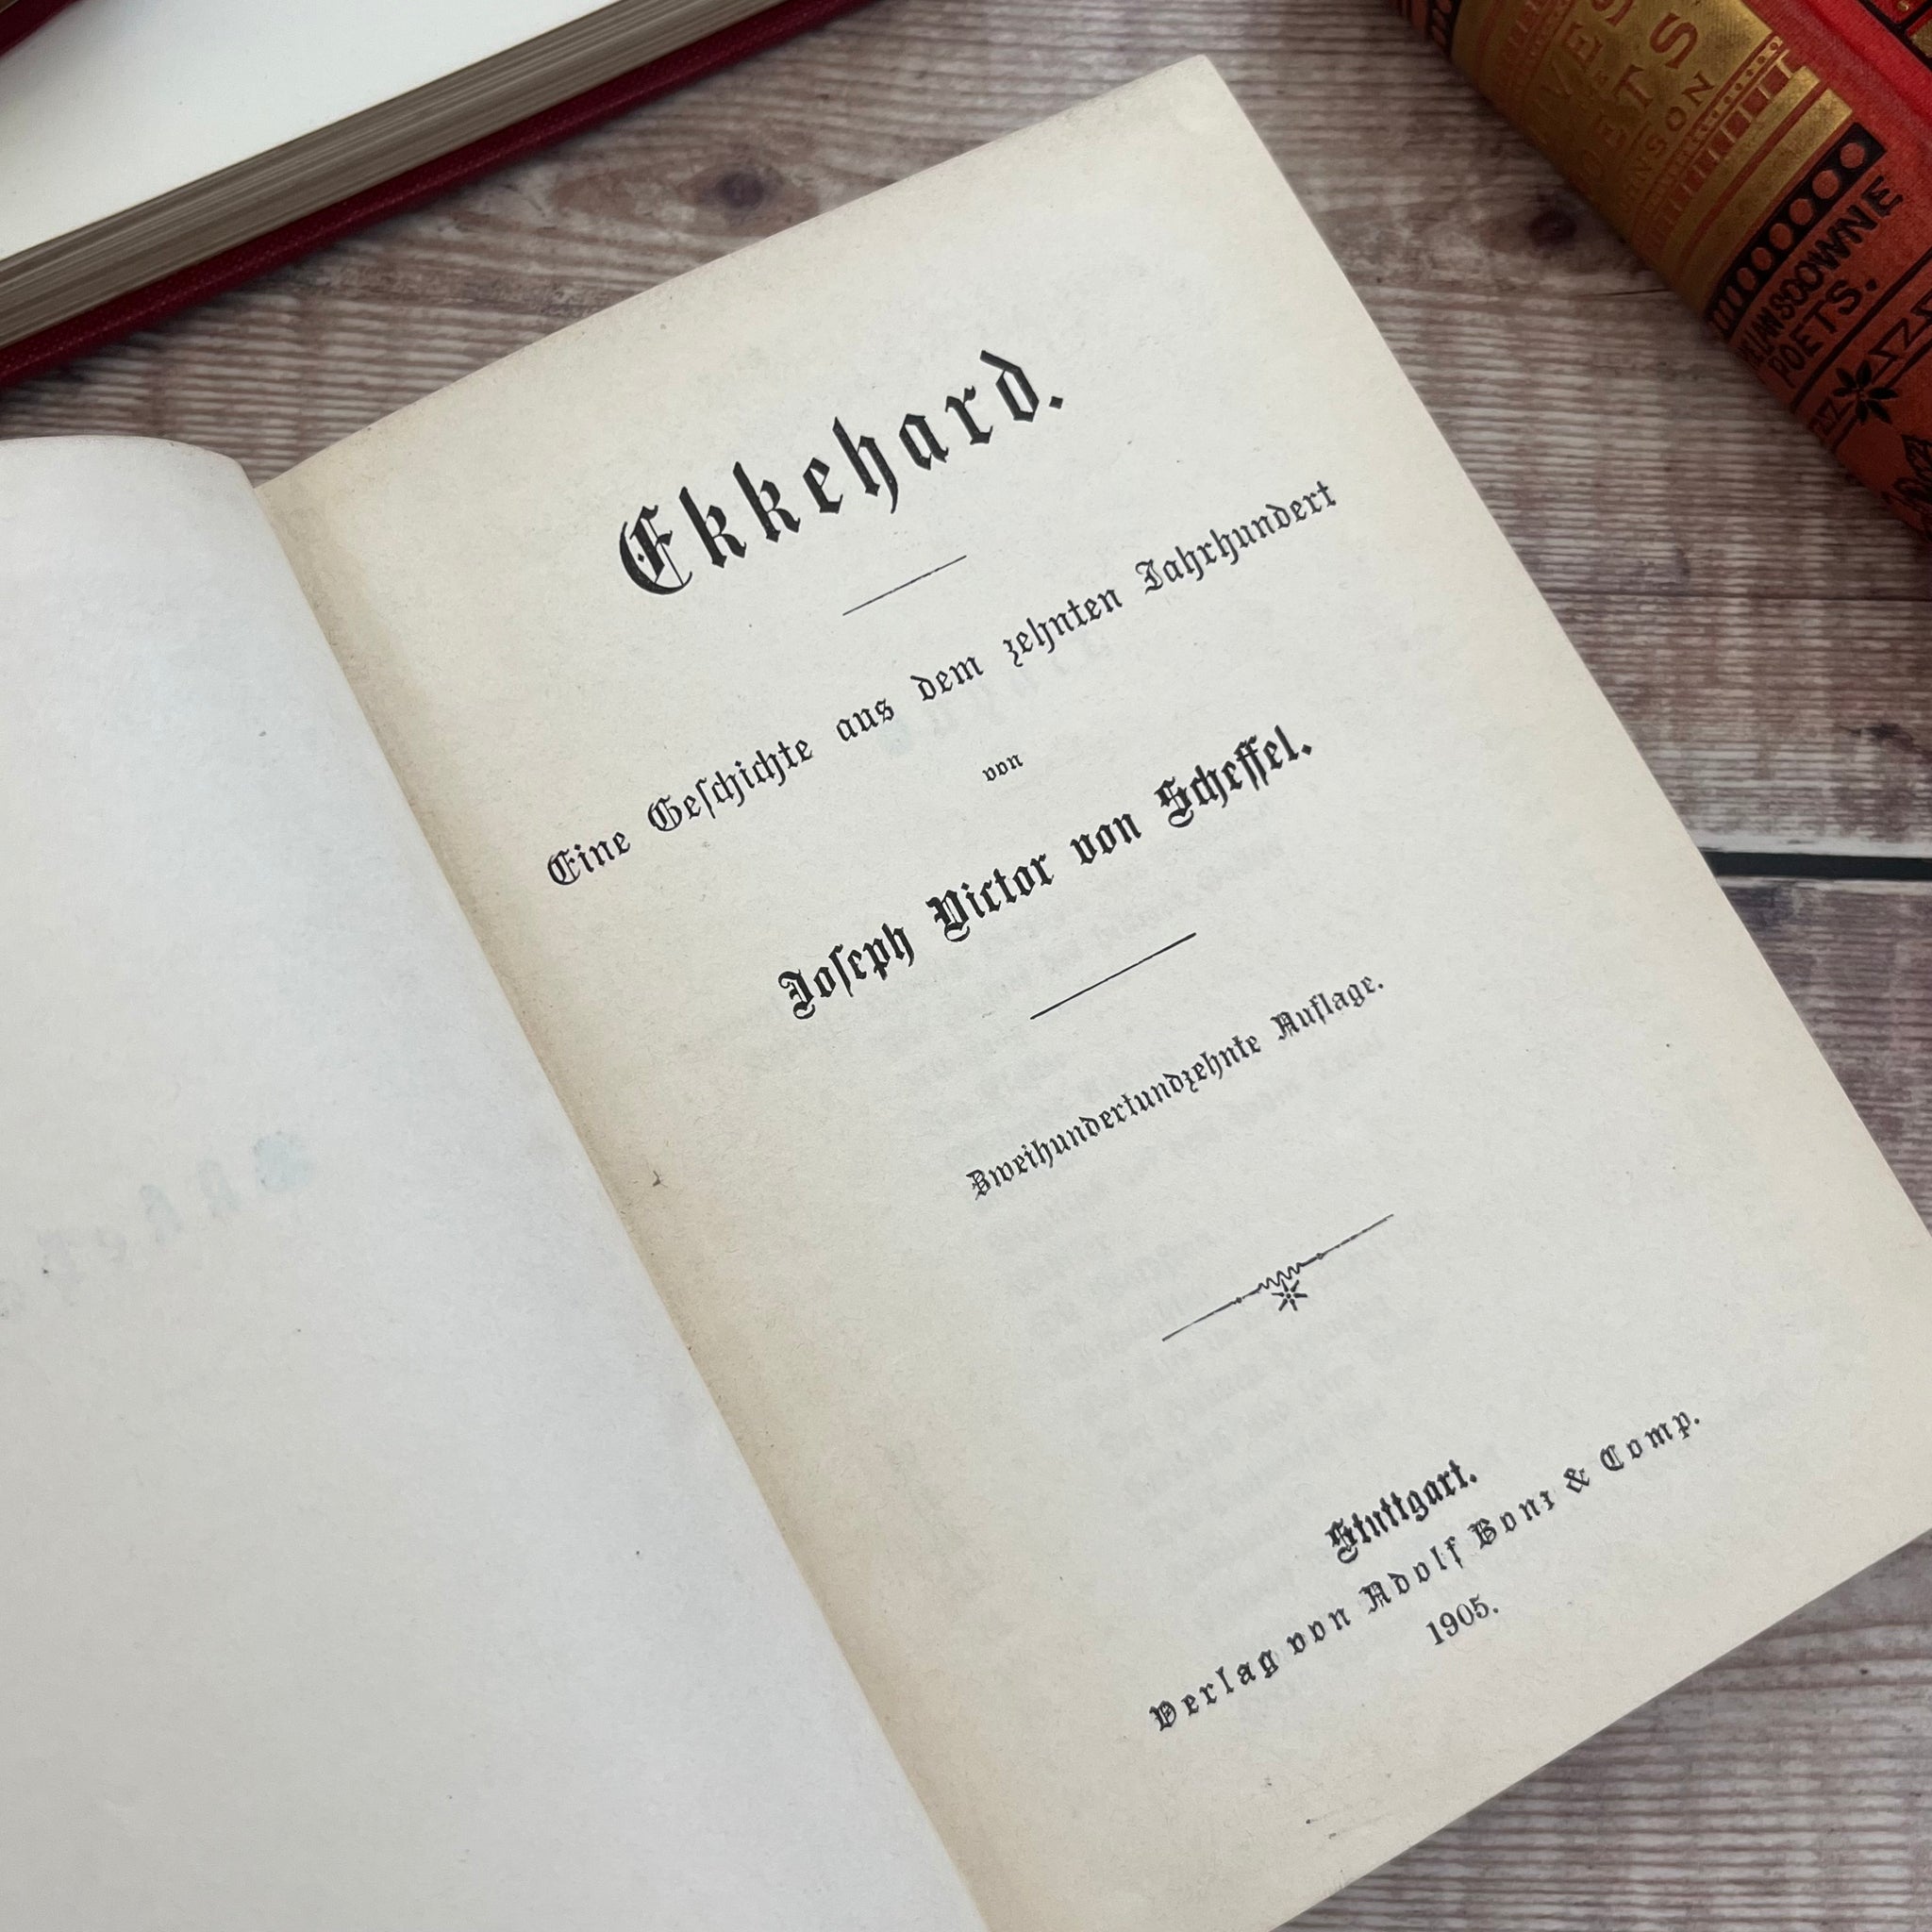 Ekkehard.
Eine Geſchichte aus dem zehnten Jahrhundert
von
Joſeph Victor von Scheffel.
Zweihundertundzehnte Auflage.
Stuttgart.
Verlag von Adolf Bonz & Comp.
1905.
LANSDOWNE
POETS.